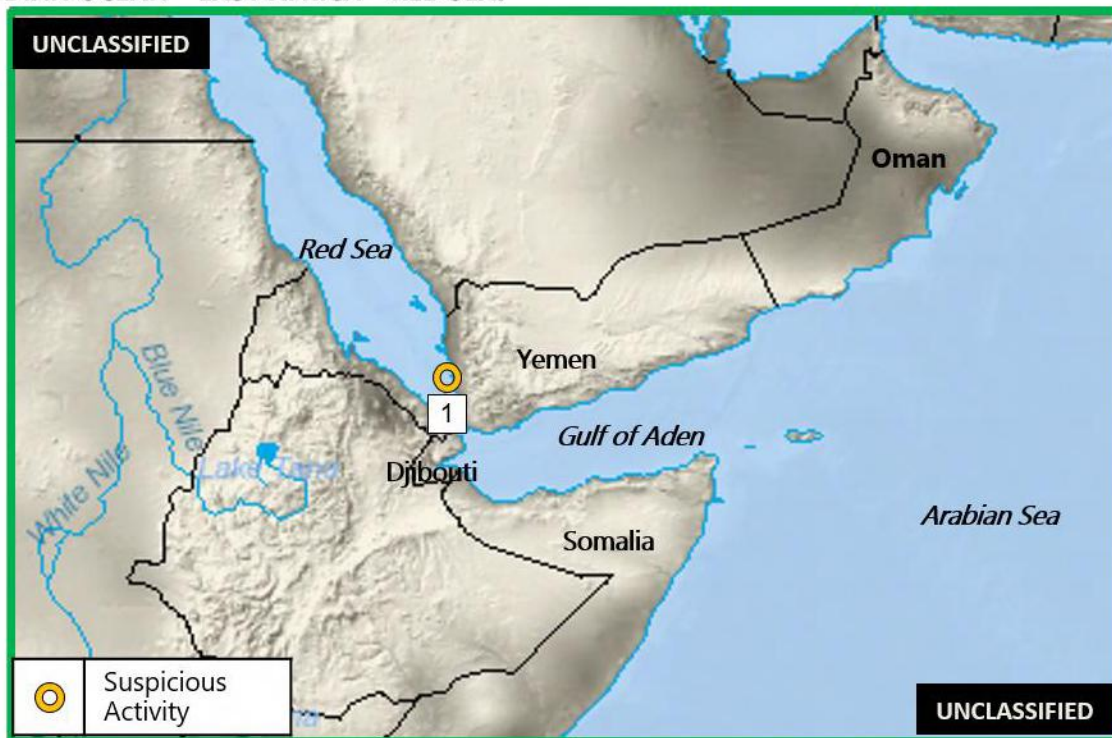 UNCLASSIFIED
Oman
Red Sea
Yemen
1
Blue Nile
Gulf of Aden
Lake Tana
Djibouti
White Nile
Arabian Sea
Somalia
Suspicious
Activity
UNCLASSIFIED